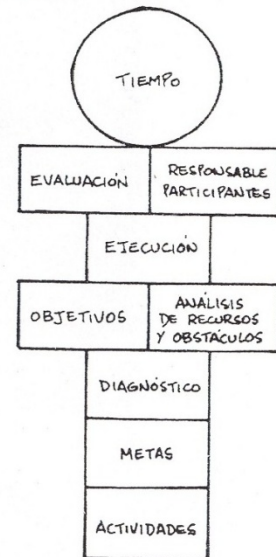 TIEMPO
EVALUACIÓN
RESPONSABLE
PARTICIPANTES
EJECUCIÓN
OBJETIVOS
ANÁLISIS
DE RECURSOS
Y OBSTÁCULOS
DIAGNÓSTICO
METAS
ACTIVIDADES